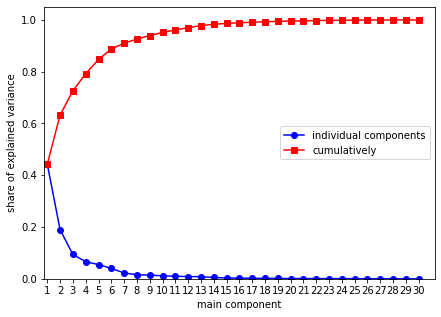 1.0
0.8
0.6
0.4
0.2
0.0
share of explained variance
individual components
cumulatively
1 2 3 4 5 6 7 8 9 10 11 12 13 14 15 16 17 18 19 20 21 22 23 24 25 26 27 28 29 30
main component